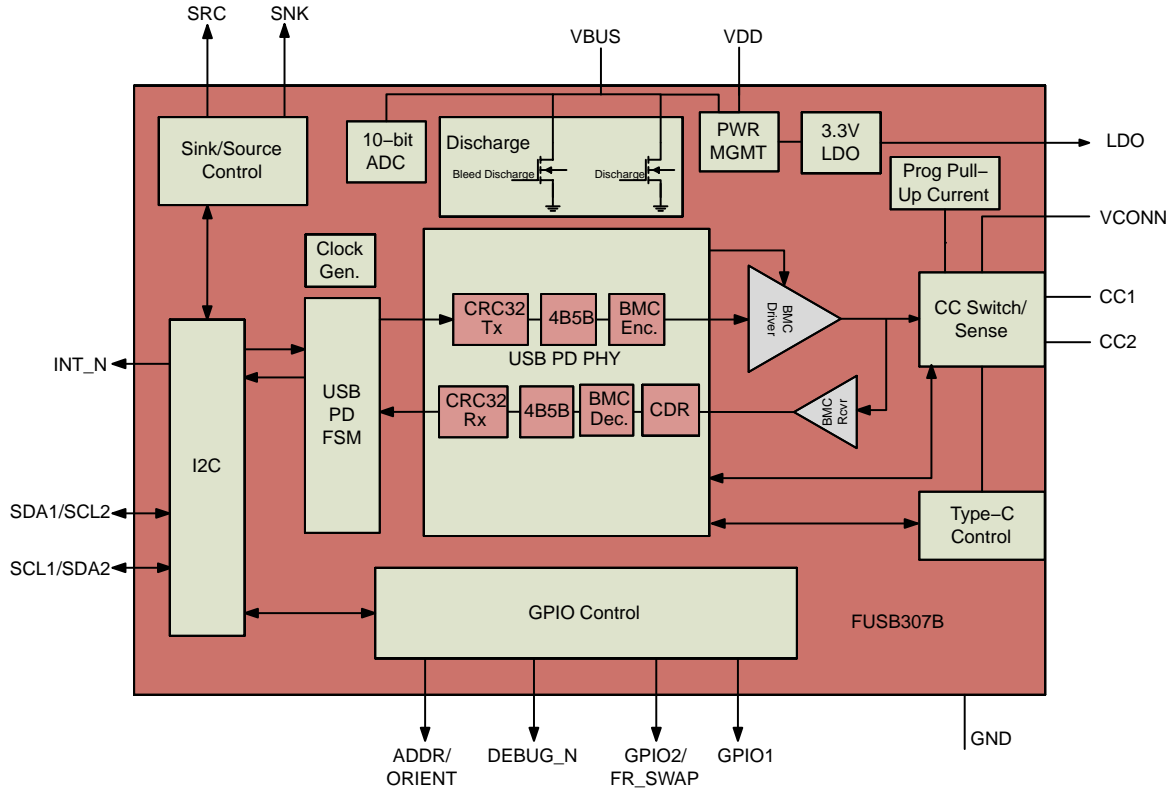 SRC
SNK
VBUS
VDD
Sink/Source
Control
10−bit
ADC
Discharge
Bleed Discharge
Discharge
PWR
MGMT
3.3V
LDO
LDO
Prog Pull−
Up Current
VCONN
Clock
Gen.
CRC32
Tx
4B5B
BMC
Enc.
BMC
Driver
CC Switch/
Sense
CC1
CC2
USB PD PHY
INT_N
I2C
USB
PD
FSM
CRC32
Rx
4B5B
BMC
Dec.
CDR
BMC
Rcvr
SDA1/SCL2
SCL1/SDA2
Type−C
Control
GPIO Control
FUSB307B
ADDR/
ORIENT
DEBUG_N
GPIO2/
FR_SWAP
GPIO1
GND